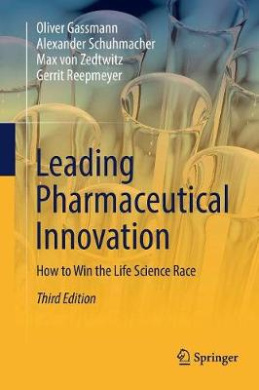 Oliver Gassmann
Alexander Schuhmacher
Max von Zedtwitz
Gerrit Reepmeyer
Leading
Pharmaceutical
Innovation
How to Win the Life Science Race
Third Edition
Springer